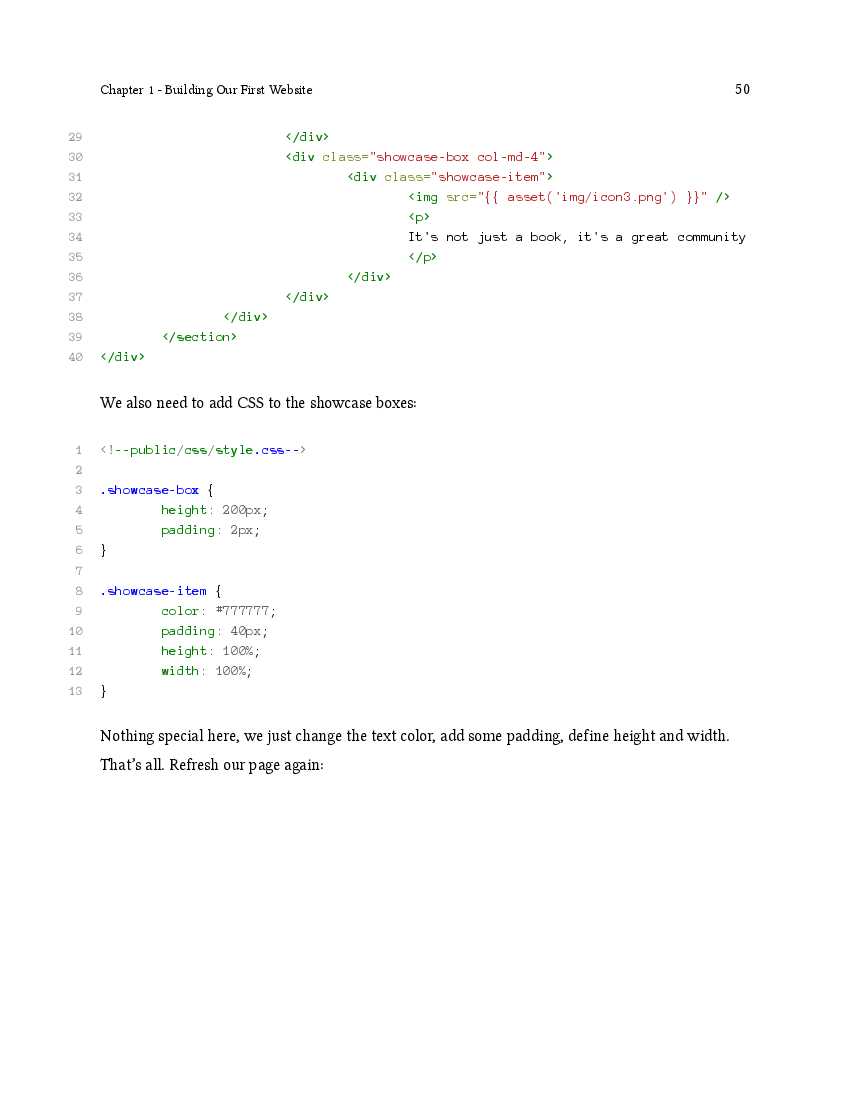 Chapter 1 - Building Our First Website 50
29 </div>
30 <div class="showcase-box col-md-4">
31 <div class="showcase-item">
32 <img src="{{ asset('img/icon3.png') }}" />
33 <p>
34 It's not just a book, it's a great community
35 </p>
36 </div>
37 </div>
38 </div>
39 </section>
40 </div>
We also need to add CSS to the showcase boxes:
1 <!--public/css/style.css-->
2
3 .showcase-box {
4 height: 200px;
5 padding: 2px;
6 }
7
8 .showcase-item {
9 color: #777777;
10 padding: 40px;
11 height: 100%;
12 width: 100%;
13 }
Nothing special here, we just change the text color, add some padding, define height and width.
That's all. Refresh our page again: